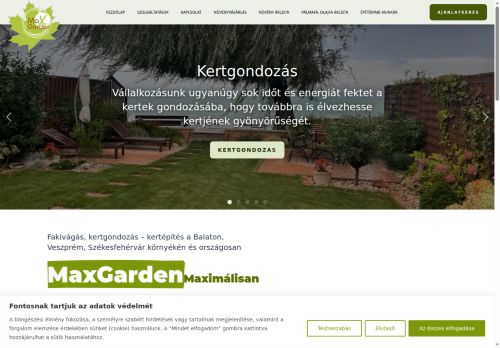 Max
Garden
KEZDŐLAP SZOLGÁLTATÁSOK KAPCSOLAT NÖVÉNYVÁSÁRLÁS NÖVÉNY ÁRLISTA PÁLMAFA, OLAJFA ÁRLISTA ÉPÍTŐIPARI MUNKÁK
AJÁNLATKÉRÉS
Kertgondozás
Vállalkozásunk ugyanúgy sok időt és energiát fektet a
kertek gondozásába, hogy továbbra is élvezhesse
kertjének gyönyörűségét.
KERTGONDOZÁS
Fakivágás, kertgondozás – kertépítés a Balaton,
Veszprém, Székesfehérvár környékén és országosan
MaxGarden Maximálisan
Fontosnak tartjuk az adatok védelmét
A böngészési élmény fokozása, a személyre szabott hirdetések vagy tartalmak megjelenítése, valamint a
forgalom elemzése érdekében sütiket (cookie) használunk. A "Mindet elfogadom" gombra kattintva
hozzájárulhat a sütik használatához.
Testreszabás
Elutasít
Az összes elfogadása